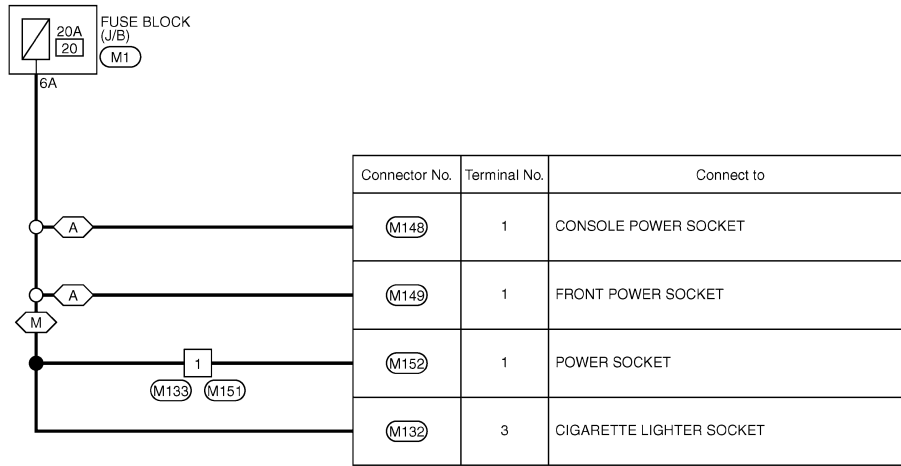 20A
20
FUSE BLOCK
(J/B)
M1
6A
Connector No. Terminal No. Connect to
A M148 1 CONSOLE POWER SOCKET
A M149 1 FRONT POWER SOCKET
M
1 M152 1 POWER SOCKET
M133 M151
M132 3 CIGARETTE LIGHTER SOCKET